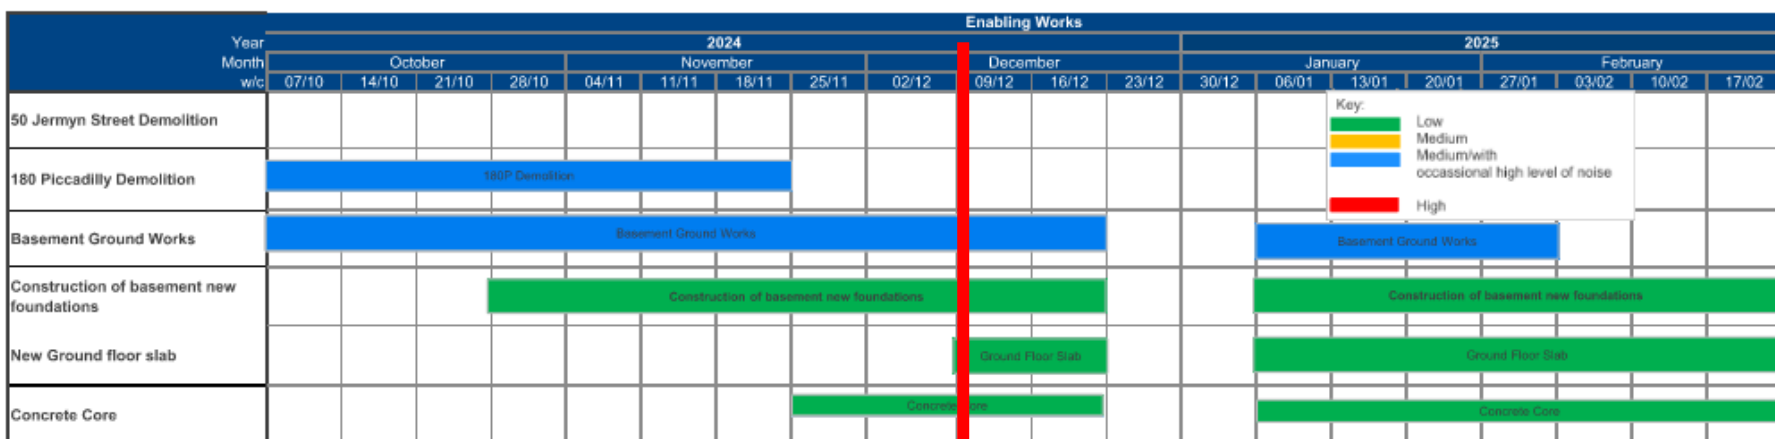 Enabling Works
Year 2024 2025
Month October November December January February
w/c 07/10 14/10 21/10 28/10 04/11 11/11 18/11 25/11 02/12 09/12 16/12 23/12 30/12 06/01 13/01 20/01 27/01 03/02 10/02 17/02
Key:
Low
Medium
Medium/with
occassional high level of noise
High
50 Jermyn Street Demolition
180 Piccadilly Demolition
180P Demolition
Basement Ground Works
Basement Ground Works
Basement Ground Works
Construction of basement new
foundations
Construction of basement new foundations
Construction of basement new foundations
New Ground floor slab
Ground Floor Slab
Ground Floor Slab
Concrete Core
Concrete ore
Concrete Core